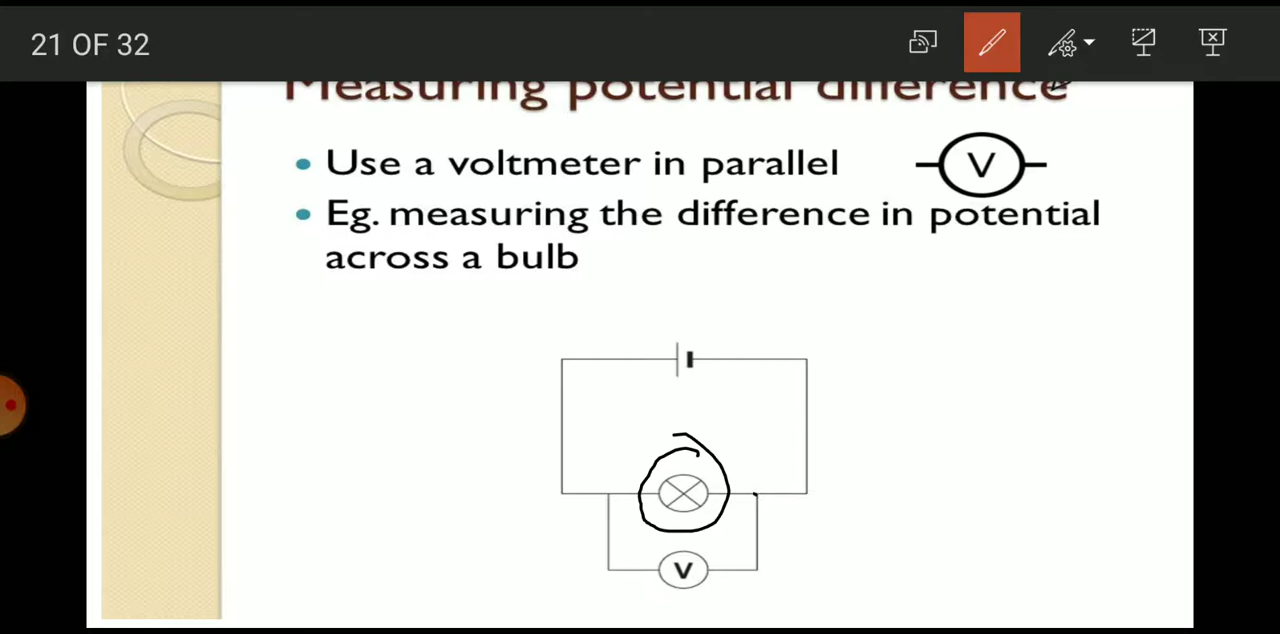 21 OF 32
Measuring potential difference
• Use a voltmeter in parallel
V
• Eg. measuring the difference in potential
across a bulb
V